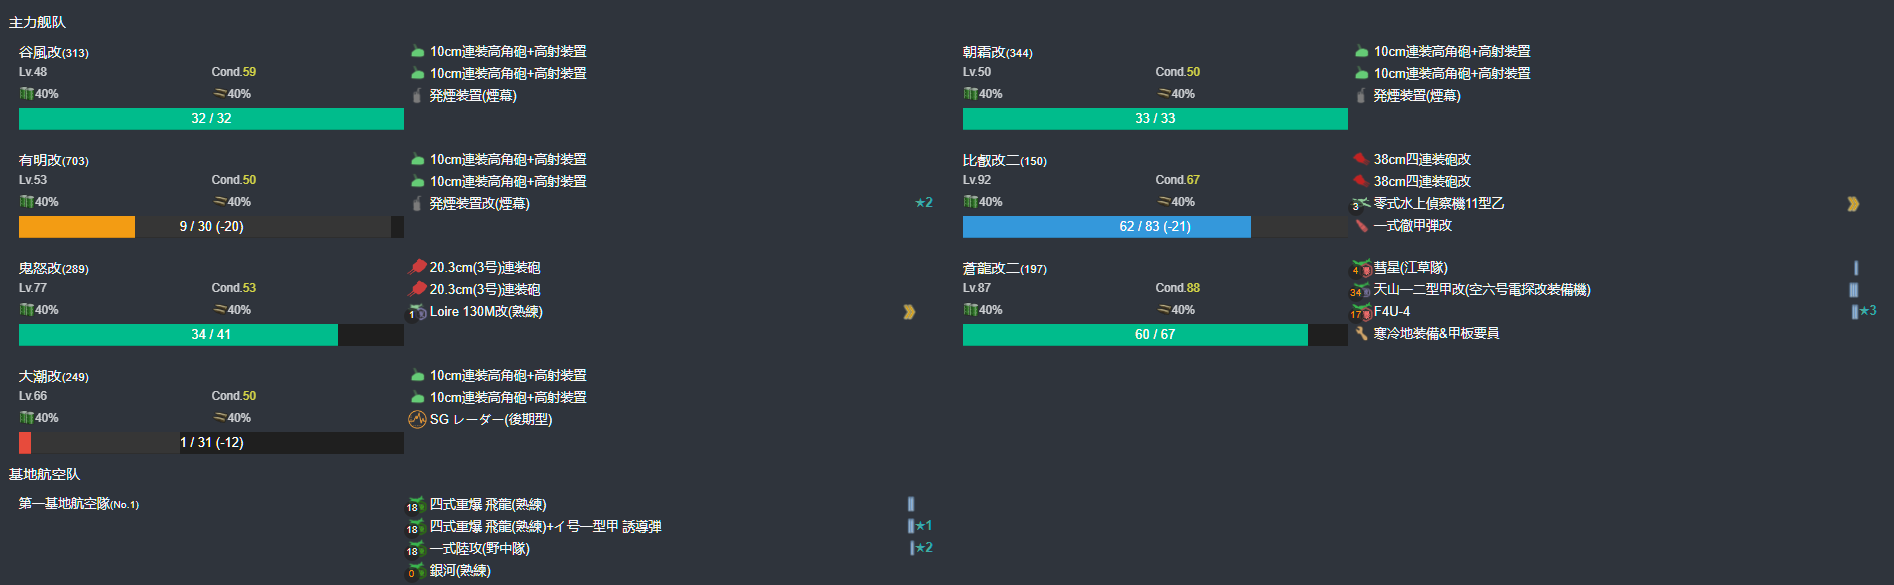 主力舰队
谷風改(313)
Lv.48 Cond.59
40% 40%
32 / 32
10cm連装高角砲+高射装置
10cm連装高角砲+高射装置
発煙装置(煙幕)
朝霜改(344)
Lv.50 Cond.50
40% 40%
33 / 33
10cm連装高角砲+高射装置
10cm連装高角砲+高射装置
発煙装置(煙幕)
有明改(703)
Lv.53 Cond.50
40% 40%
9 / 30 (-20)
10cm連装高角砲+高射装置
10cm連装高角砲+高射装置
発煙装置改(煙幕) ★2
比叡改二(150)
Lv.92 Cond.67
40% 40%
62 / 83 (-21)
38cm四連装砲改
38cm四連装砲改
3 零式水上偵察機11型乙
一式徹甲弾改
鬼怒改(289)
Lv.77 Cond.53
40% 40%
34 / 41
20.3cm(3号)連装砲
20.3cm(3号)連装砲
1 Loire 130M改(熟練)
蒼龍改二(197)
Lv.87 Cond.88
40% 40%
60 / 67
4 彗星(江草隊)
34 天山一二型甲改(空六号電探改装備機)
17 F4U-4 ★3
寒冷地装備&甲板要員
大潮改(249)
Lv.66 Cond.50
40% 40%
1 / 31 (-12)
10cm連装高角砲+高射装置
10cm連装高角砲+高射装置
SG レーダー(後期型)
基地航空队
第一基地航空隊(No.1)
18 四式重爆 飛龍(熟練)
18 四式重爆 飛龍(熟練)+イ号一型甲 誘導弾 ★1
18 一式陸攻(野中隊) ★2
0 銀河(熟練)